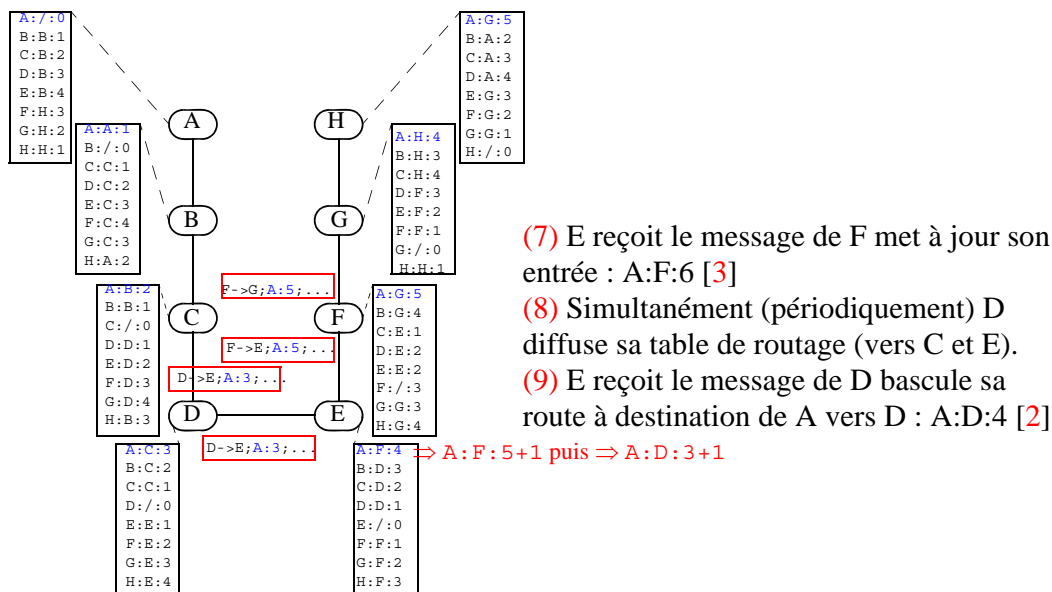 A:/:0
B:B:1
C:B:2
D:B:3
E:B:4
F:H:3
G:H:2
H:H:1
A:G:5
B:A:2
C:A:3
D:A:4
E:G:3
F:G:2
G:G:1
H:/:0
A
H
A:A:1
B:/:0
C:C:1
D:C:2
E:C:3
F:C:4
G:C:3
H:A:2
A:H:4
B:H:3
C:H:4
D:F:3
E:F:2
F:F:1
G:/:0
H:H:1
B
G
(7) E reçoit le message de F met à jour son
entrée : A:F:6 [3]
(8) Simultanément (périodiquement) D
diffuse sa table de routage (vers C et E).
(9) E reçoit le message de D bascule sa
route à destination de A vers D : A:D:4 [2]
F->G;A:5;...
A:B:2
B:B:1
C:/:0
D:D:1
E:D:2
F:D:3
G:D:4
H:B:3
A:G:5
B:G:4
C:E:1
D:E:2
E:E:2
F:/:3
G:G:3
H:G:4
C
F
F->E;A:5;...
D->E;A:3;...
D
E
D->E;A:3;...
A:C:3
B:C:2
C:C:1
D:/:0
E:E:1
F:E:2
G:E:3
H:E:4
A:F:4 ⇒ A:F:5+1 puis ⇒ A:D:3+1
B:D:3
C:D:2
D:D:1
E:/:0
F:F:1
G:F:2
H:F:3